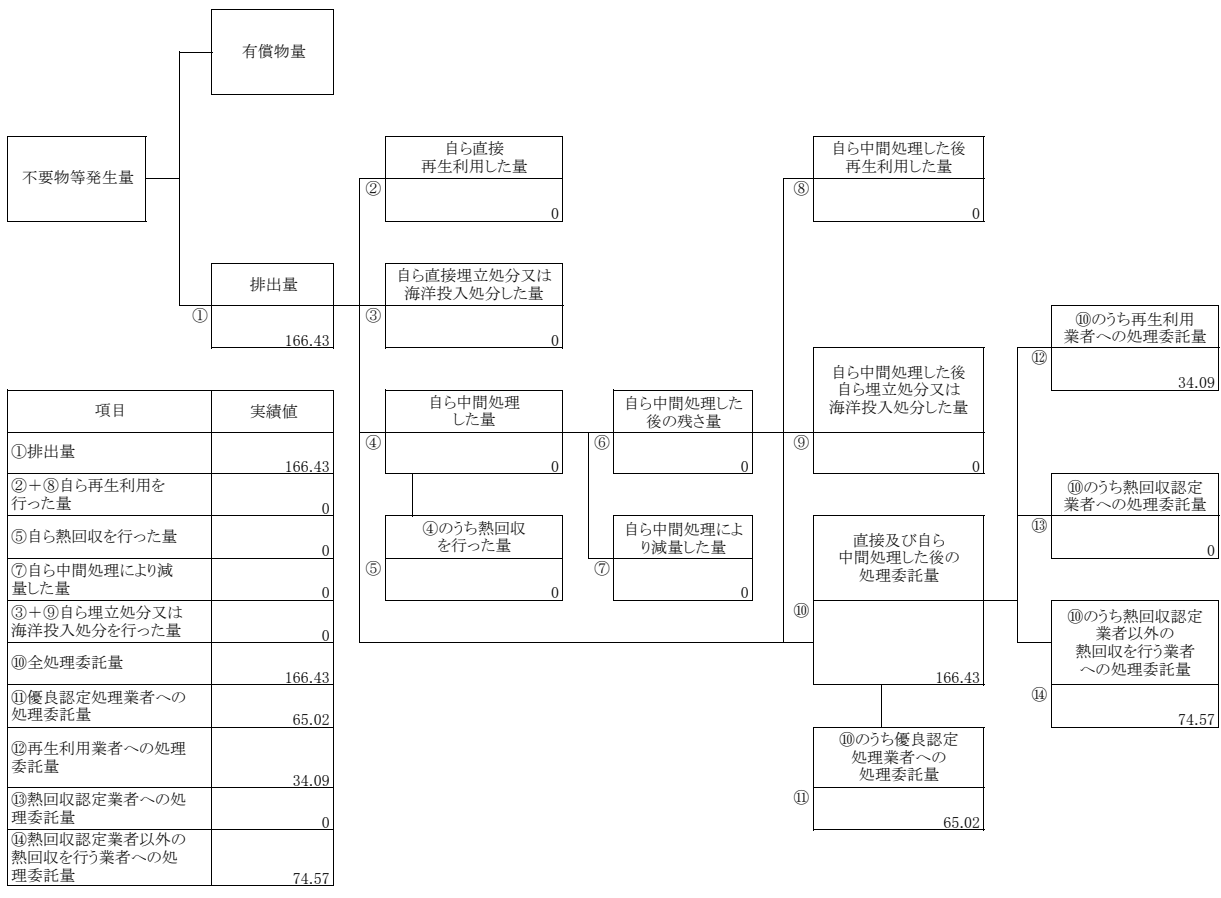 有償物量
不要物等発生量
自ら直接
再生利用した量
②
0
自ら中間処理した後
再生利用した量
⑧
0
排出量
①
166.43
自ら直接埋立処分又は
海洋投入処分した量
③
0
⑩のうち再生利用
業者への処理委託量
⑫
34.09
自ら中間処理した後
自ら埋立処分又は
海洋投入処分した量
⑨
0
自ら中間処理
した量
④
0
自ら中間処理した
後の残さ量
⑥
0
⑩のうち熱回収認定
業者への処理委託量
⑬
0
④のうち熱回収
を行った量
⑤
0
自ら中間処理によ
り減量した量
⑦
0
直接及び自ら
中間処理した後の
処理委託量
⑩
166.43
⑩のうち熱回収認定
業者以外の
熱回収を行う業者
への処理委託量
⑭
74.57
⑩のうち優良認定
処理業者への
処理委託量
⑪
65.02
項目 実績値
①排出量
166.43
②＋⑧自ら再生利用を
行った量
0
⑤自ら熱回収を行った量
0
⑦自ら中間処理により減
量した量
0
③＋⑨自ら埋立処分又は
海洋投入処分を行った量
0
⑩全処理委託量
166.43
⑪優良認定処理業者への
処理委託量
65.02
⑫再生利用業者への処理
委託量
34.09
⑬熱回収認定業者への処
理委託量
0
⑭熱回収認定業者以外の
熱回収を行う業者への処
理委託量
74.57